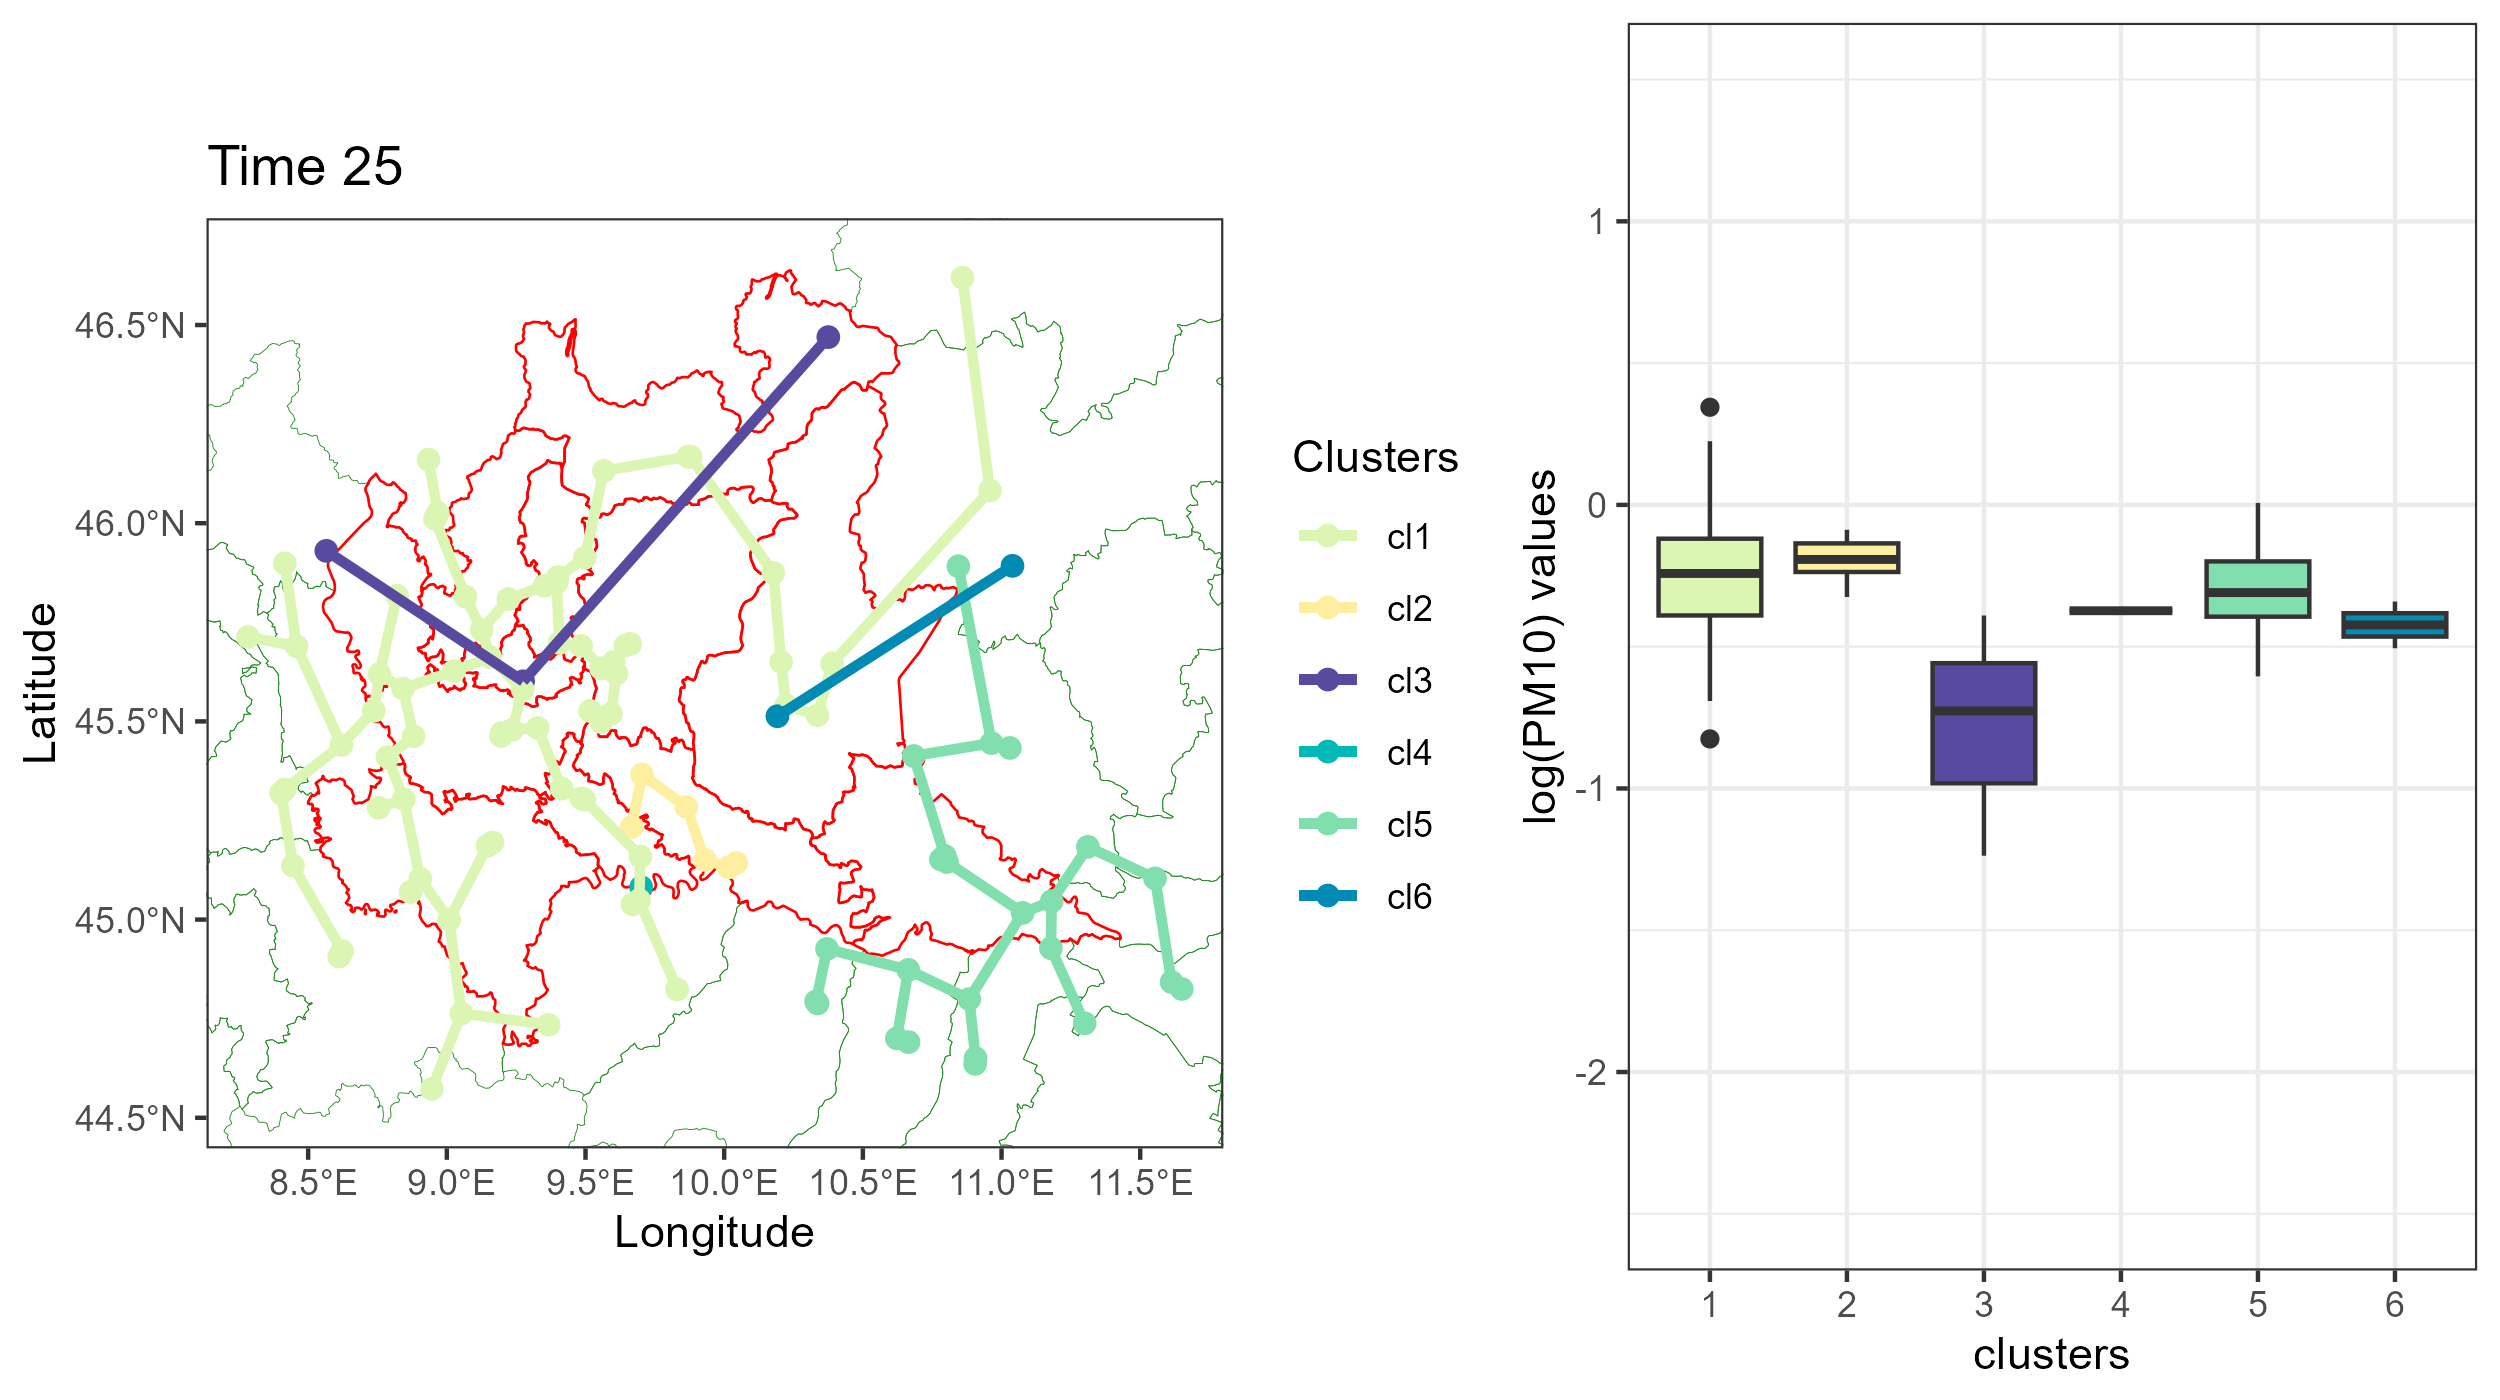 Time 25
46.5°N
46.0°N
45.5°N
45.0°N
44.5°N
Latitude
8.5°E 9.0°E 9.5°E 10.0°E 10.5°E 11.0°E 11.5°E
Longitude
Clusters
cl1
cl2
cl3
cl4
cl5
cl6
1
0
-1
-2
log(PM10) values
1 2 3 4 5 6
clusters